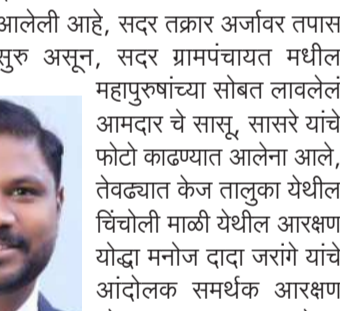 आलेली आहे, सदर तक्रार अर्जावर तपास
सुरु असून, सदर ग्रामपंचायत मधील
महापुरुषांच्या सोबत लावलेलं
आमदार चे सासू, सासरे यांचे
फोटो काढण्यात आलेना आले,
तेवढ्यात केज तालुका येथील
चिंचोली माळी येथील आरक्षण
योद्धा मनोज दादा जरांगे यांचे
आंदोलक समर्थक आरक्षण